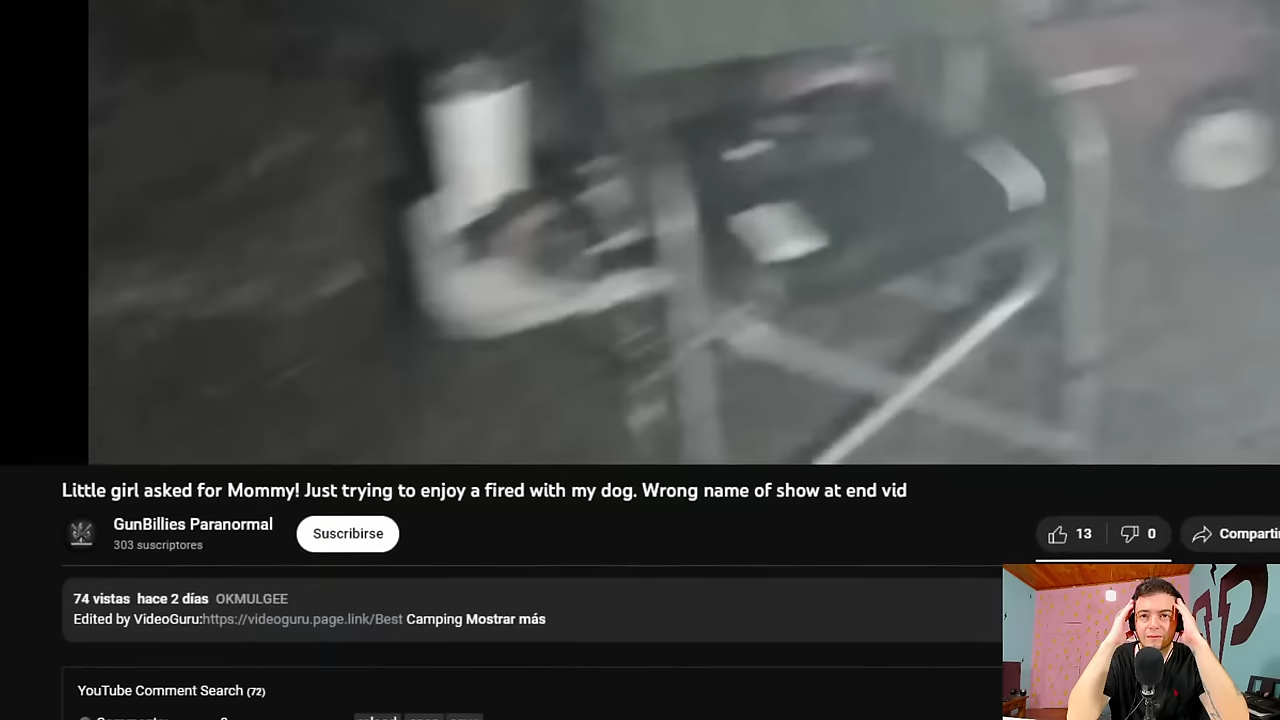 Little girl asked for Mommy! Just trying to enjoy a fired with my dog. Wrong name of show at end vid
GunBillies Paranormal
303 suscriptores
Suscribirse
13
0
Compartir
74 vistas hace 2 días OKMULGEE
Edited by VideoGuru:https://videoguru.page.link/Best Camping Mostrar más
YouTube Comment Search (72)